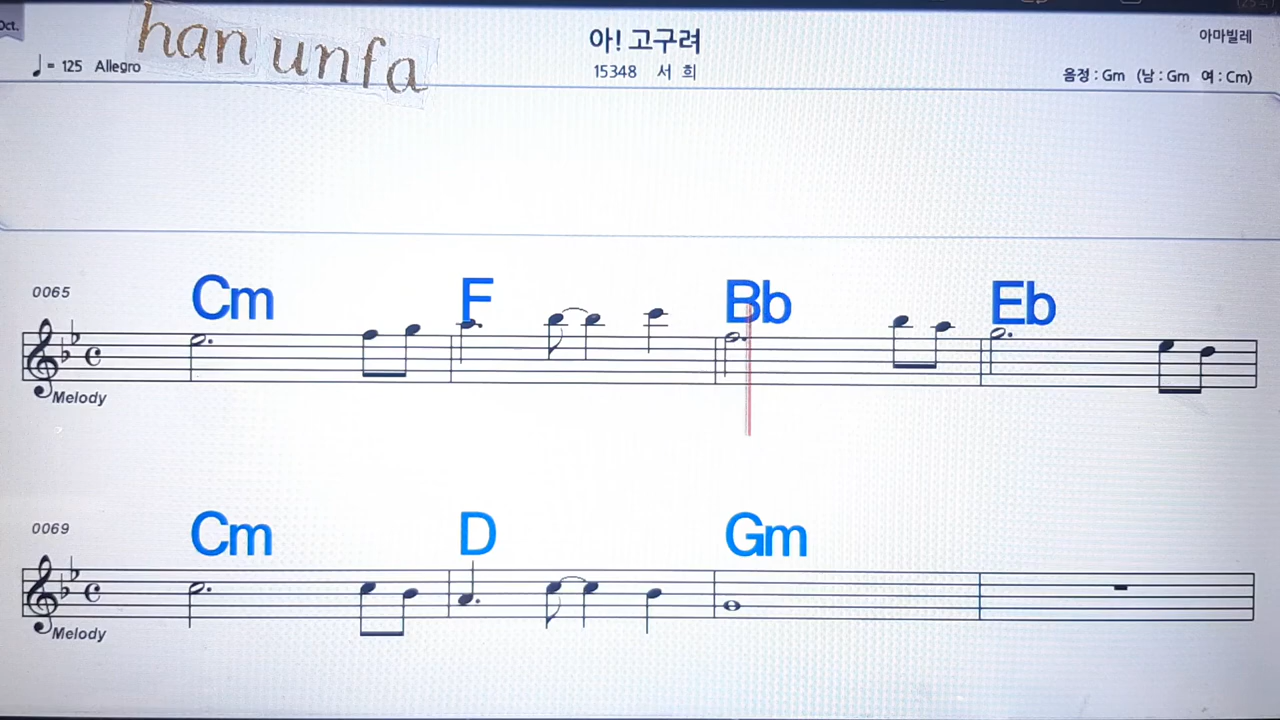 Oct.
han unfa
아! 고구려
아마빌레
♩= 125 Allegro
15348 서 희
음정 : Gm (남 : Gm 여 : Cm)
0065
Cm F Bb Eb
Melody
0069
Cm D Gm
Melody